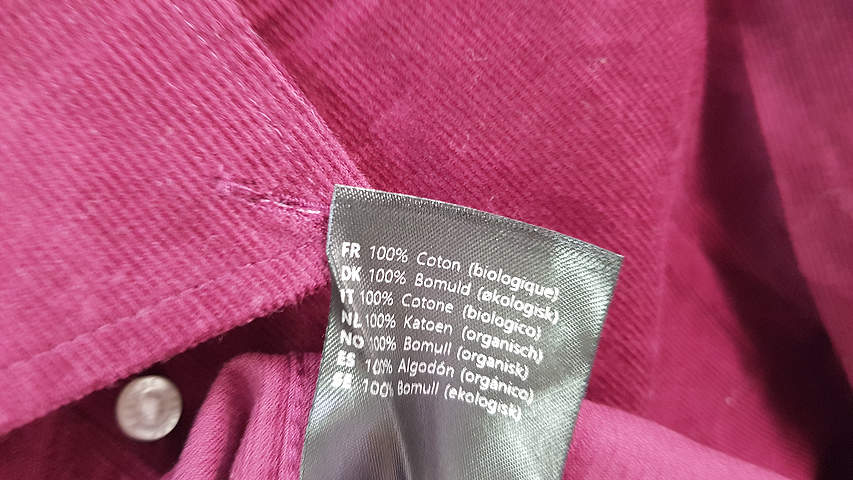 FR 100% Coton (biologique)
DK 100% Bomuld (økologisk)
IT 100% Cotone (biologico)
NL 100% Katoen (organisch)
NO 100% Bomull (organisk)
ES 100% Algodón (orgánico)
SE 100% Bomull (ekologisk)